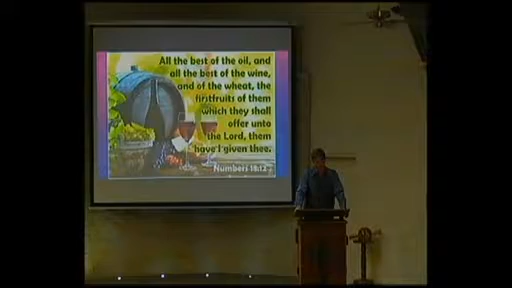 All the best of the oil, and
all the best of the wine,
and of the wheat, the
firstfruits of them
which they shall
offer unto
the Lord, them
have I given thee.
Numbers 18:12